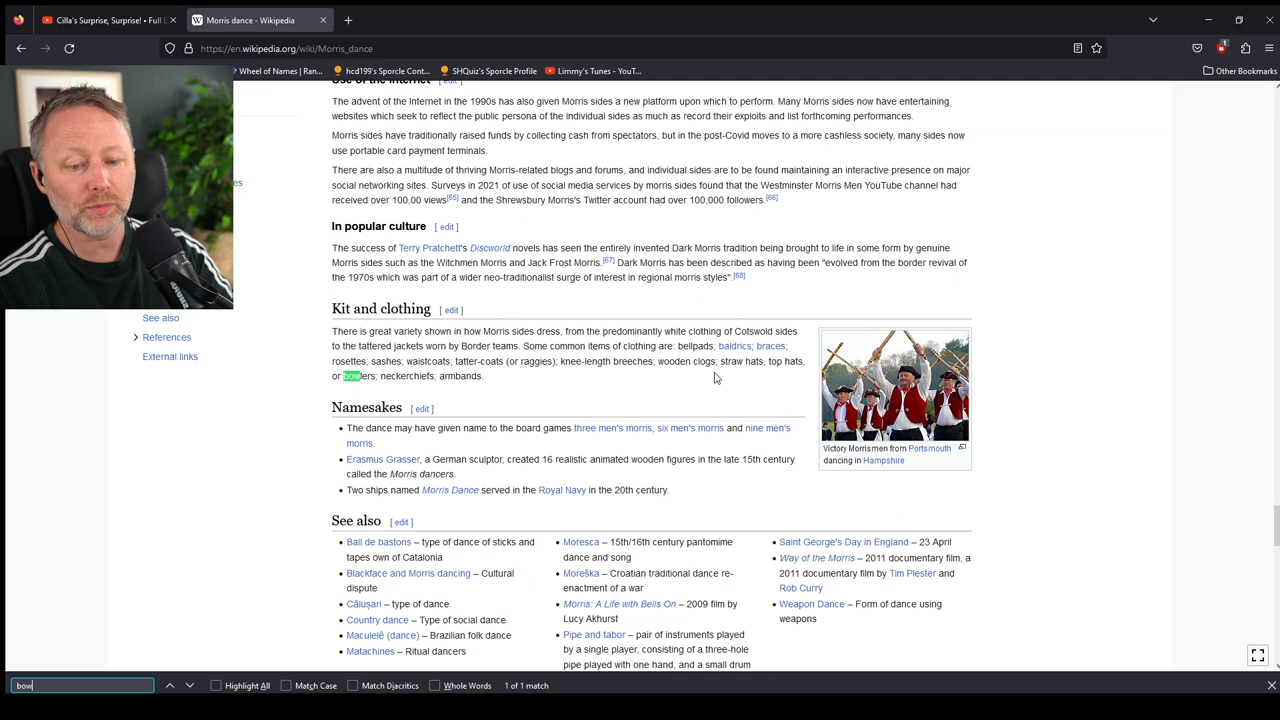 Cilla's Surprise, Surprise! • Full E
Morris dance - Wikipedia
https://en.wikipedia.org/wiki/Morris_dance
1
Wheel of Names | Ran...
hcd199's Sporcle Cont...
SHQuiz's Sporcle Profile
Limmy's Tunes - YouT...
Other Bookmarks
Use of the Internet [ edit ]
The advent of the Internet in the 1990s has also given Morris sides a new platform upon which to perform. Many Morris sides now have entertaining
websites which seek to reflect the public persona of the individual sides as much as record their exploits and list forthcoming performances.
Morris sides have traditionally raised funds by collecting cash from spectators, but in the post-Covid moves to a more cashless society, many sides now
use portable card payment terminals.
There are also a multitude of thriving Morris-related blogs and forums, and individual sides are to be found maintaining an interactive presence on major
social networking sites. Surveys in 2021 of use of social media services by morris sides found that the Westminster Morris Men YouTube channel had
received over 100,00 views[65] and the Shrewsbury Morris's Twitter account had over 100,000 followers.[66]
In popular culture [ edit ]
The success of Terry Pratchett's Discworld novels has seen the entirely invented Dark Morris tradition being brought to life in some form by genuine
Morris sides such as the Witchmen Morris and Jack Frost Morris.[67] Dark Morris has been described as having been "evolved from the border revival of
the 1970s which was part of a wider neo-traditionalist surge of interest in regional morris styles".[68]
es
See also
References
External links
Kit and clothing [ edit ]
There is great variety shown in how Morris sides dress, from the predominantly white clothing of Cotswold sides
to the tattered jackets worn by Border teams. Some common items of clothing are: bellpads; baldrics; braces;
rosettes; sashes; waistcoats; tatter-coats (or raggies); knee-length breeches; wooden clogs; straw hats, top hats,
or bowlers; neckerchiefs; armbands.
Victory Morrismen from Portsmouth
dancing in Hampshire
Namesakes [ edit ]
• The dance may have given name to the board games three men's morris, six men's morris and nine men's
morris.
• Erasmus Grasser, a German sculptor, created 16 realistic animated wooden figures in the late 15th century
called the Morris dancers.
• Two ships named Morris Dance served in the Royal Navy in the 20th century.
See also [ edit ]
• Ball de bastons – type of dance of sticks and
tapes own of Catalonia
• Blackface and Morris dancing – Cultural
dispute
• Călușari – type of dance
• Country dance – Type of social dance
• Maculelê (dance) – Brazilian folk dance
• Matachines – Ritual dancers
• Moresca – 15th/16th century pantomime
dance and song
• Moreška – Croatian traditional dance re-
enactment of a war
• Morris: A Life with Bells On – 2009 film by
Lucy Akhurst
• Pipe and tabor – pair of instruments played
by a single player, consisting of a three-hole
pipe played with one hand, and a small drum
• Saint George's Day in England – 23 April
• Way of the Morris – 2011 documentary film, a
2011 documentary film by Tim Plester and
Rob Curry
• Weapon Dance – Form of dance using
weapons
bow
Highlight All
Match Case
Match Diacritics
Whole Words
1 of 1 match